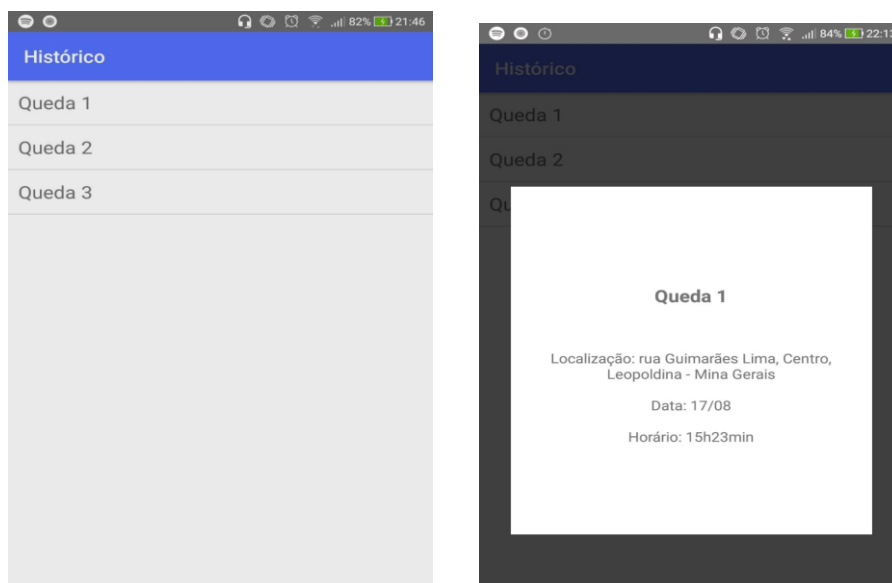 82% 21:46
Histórico
Queda 1
Queda 2
Queda 3
84% 22:13
Histórico
Queda 1
Queda 2
Qu
Queda 1
Localização: rua Guimarães Lima, Centro,
Leopoldina - Mina Gerais
Data: 17/08
Horário: 15h23min